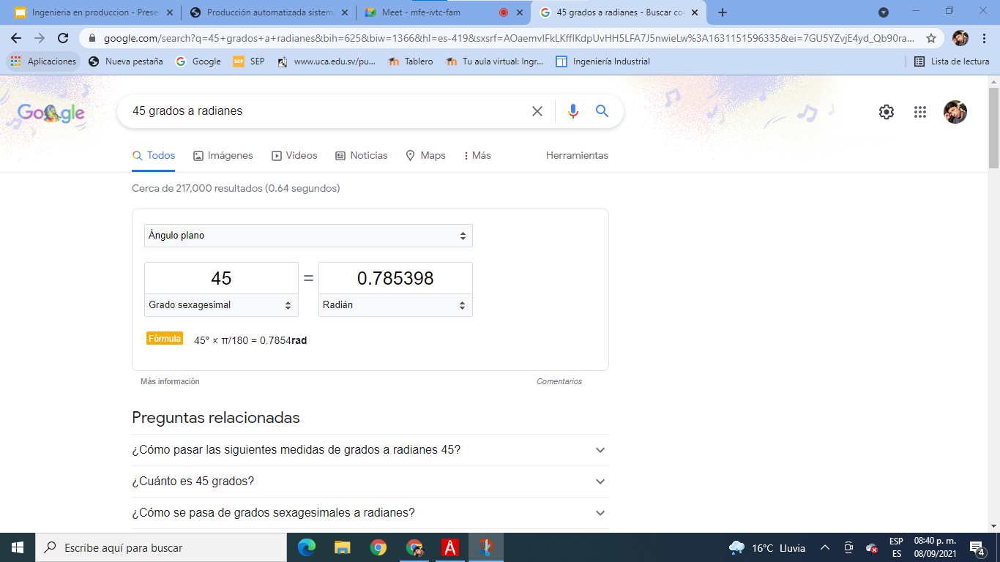 Ingenieria en produccion - Prese
Producción automatizada sistema
Meet - mfe-ivtc-fam
45 grados a radianes - Buscar co
google.com/search?q=45+grados+a+radianes&bih=625&biw=1366&hl=es-419&sxsrf=AOaemvIFkLKffIKdpUvHH5LFA7J5nwieLw%3A1631151596335&ei=7GU5YZvjE4yd_Qb90ra...
Aplicaciones
Nueva pestaña
Google
SEP
SEP
www.uca.edu.sv/pu...
Tablero
Tu aula virtual: Ingr...
Ingeniería Industrial
Lista de lectura
Google
45 grados a radianes
Todos
Imágenes
Videos
Noticias
Maps
Más
Herramientas
Cerca de 217,000 resultados (0.64 segundos)
Ángulo plano
45 = 0.785398
Grado sexagesimal
Radián
Fórmula 45° × π/180 = 0.7854rad
Más información
Comentarios
Preguntas relacionadas
¿Cómo pasar las siguientes medidas de grados a radianes 45?
¿Cuánto es 45 grados?
¿Cómo se pasa de grados sexagesimales a radianes?
Escribe aquí para buscar
16°C Lluvia
ESP
ES
08:40 p. m.
08/09/2021
4